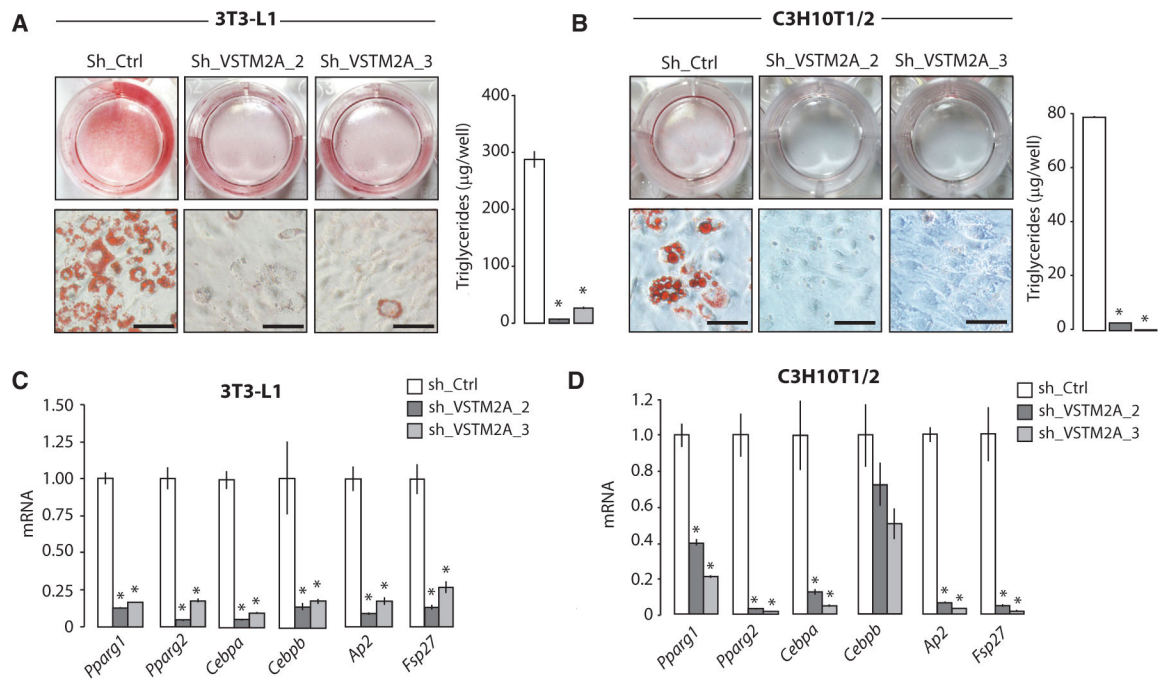 A
3T3-L1
Sh_Ctrl
Sh_VSTM2A_2
Sh_VSTM2A_3
Triglycerides (µg/well)
400
300
200
100
0
*
*
B
C3H10T1/2
Sh_Ctrl
Sh_VSTM2A_2
Sh_VSTM2A_3
Triglycerides (µg/well)
80
60
40
20
0
*
*
C
3T3-L1
sh_Ctrl
sh_VSTM2A_2
sh_VSTM2A_3
mRNA
1.50
1.25
1.00
0.75
0.50
0.25
0
* * * * * * * * * * * *
Pparg1
Pparg2
Cebpa
Cebpb
Ap2
Fsp27
D
C3H10T1/2
sh_Ctrl
sh_VSTM2A_2
sh_VSTM2A_3
mRNA
1.2
1.0
0.8
0.6
0.4
0.2
0
* * * * * * * * * *
Pparg1
Pparg2
Cebpa
Cebpb
Ap2
Fsp27